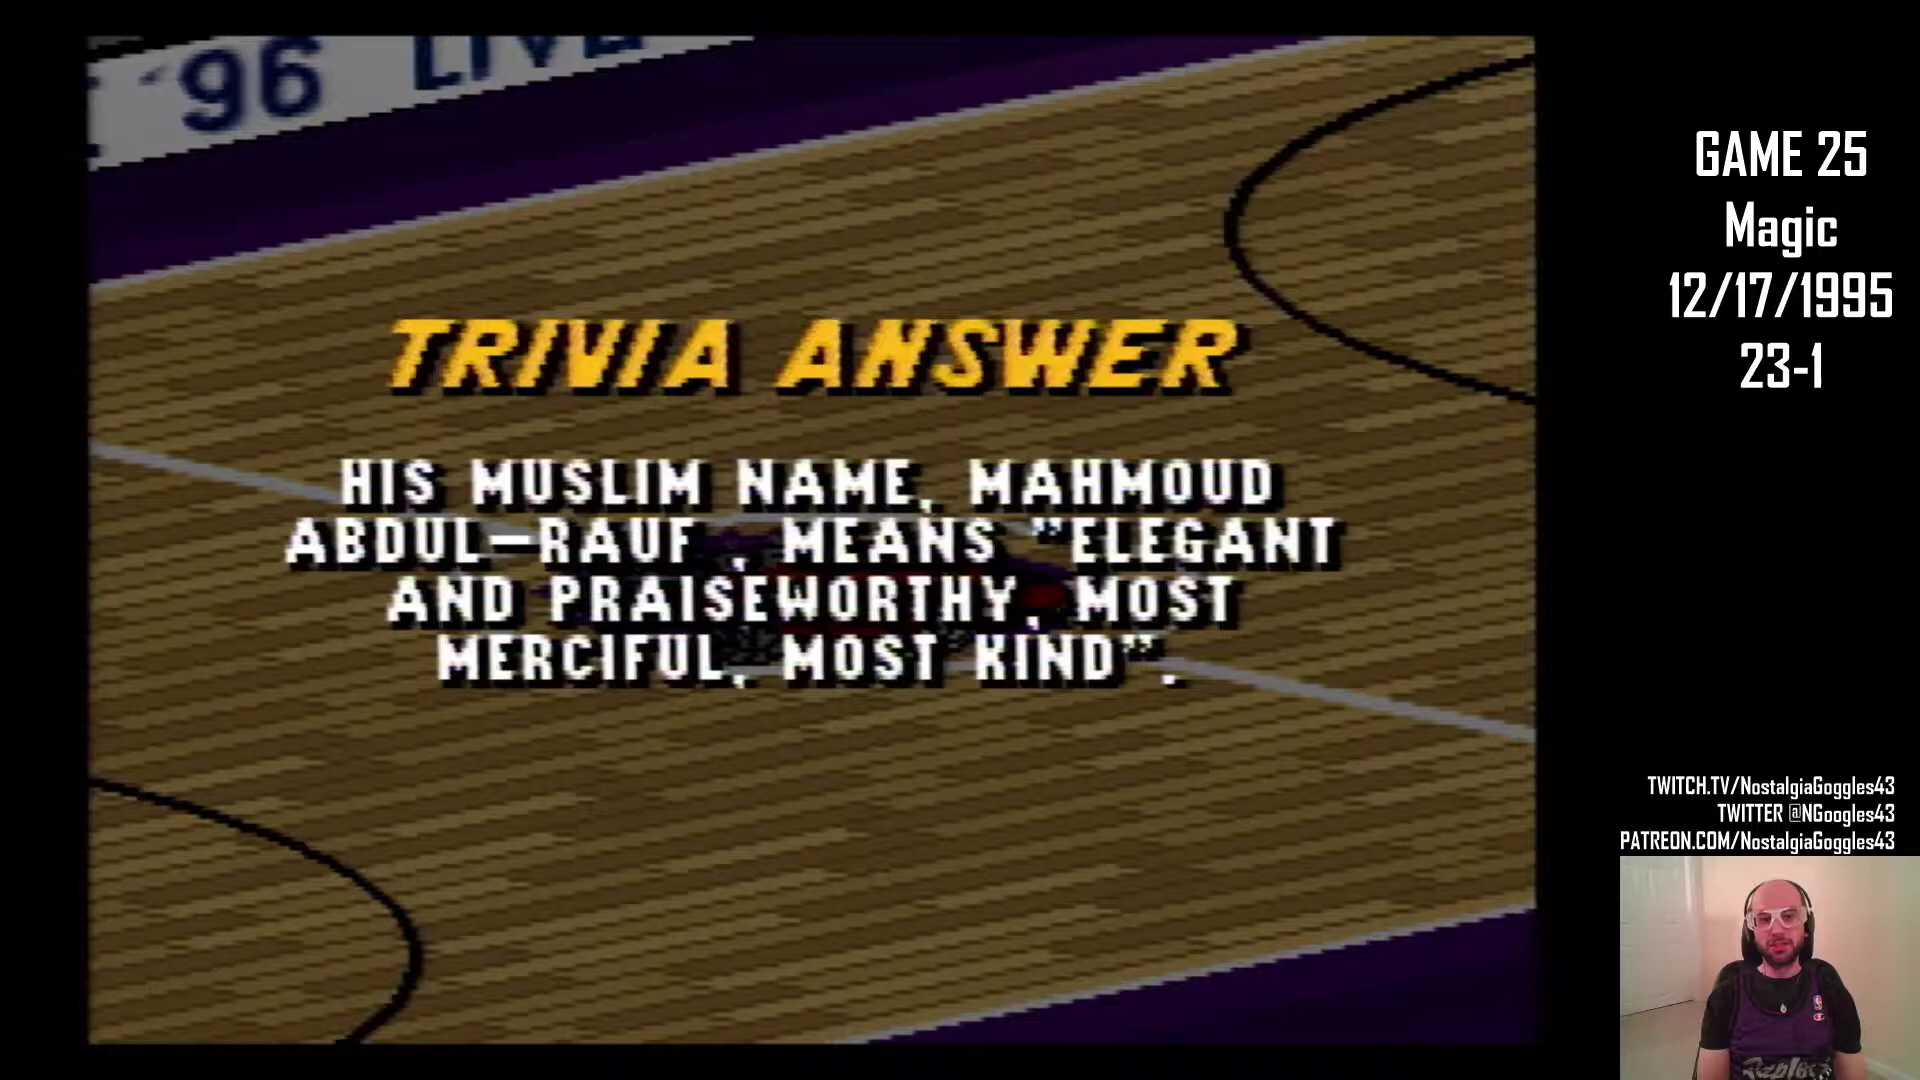 '96 LIVE
TRIVIA ANSWER
HIS MUSLIM NAME, MAHMOUD
ABDUL-RAUF , MEANS "ELEGANT
AND PRAISEWORTHY, MOST
MERCIFUL, MOST KIND".
GAME 25
Magic
12/17/1995
23-1
TWITCH.TV/NostalgiaGoggles43
TWITTER @NGoogles43
PATREON.COM/NostalgiaGoggles43